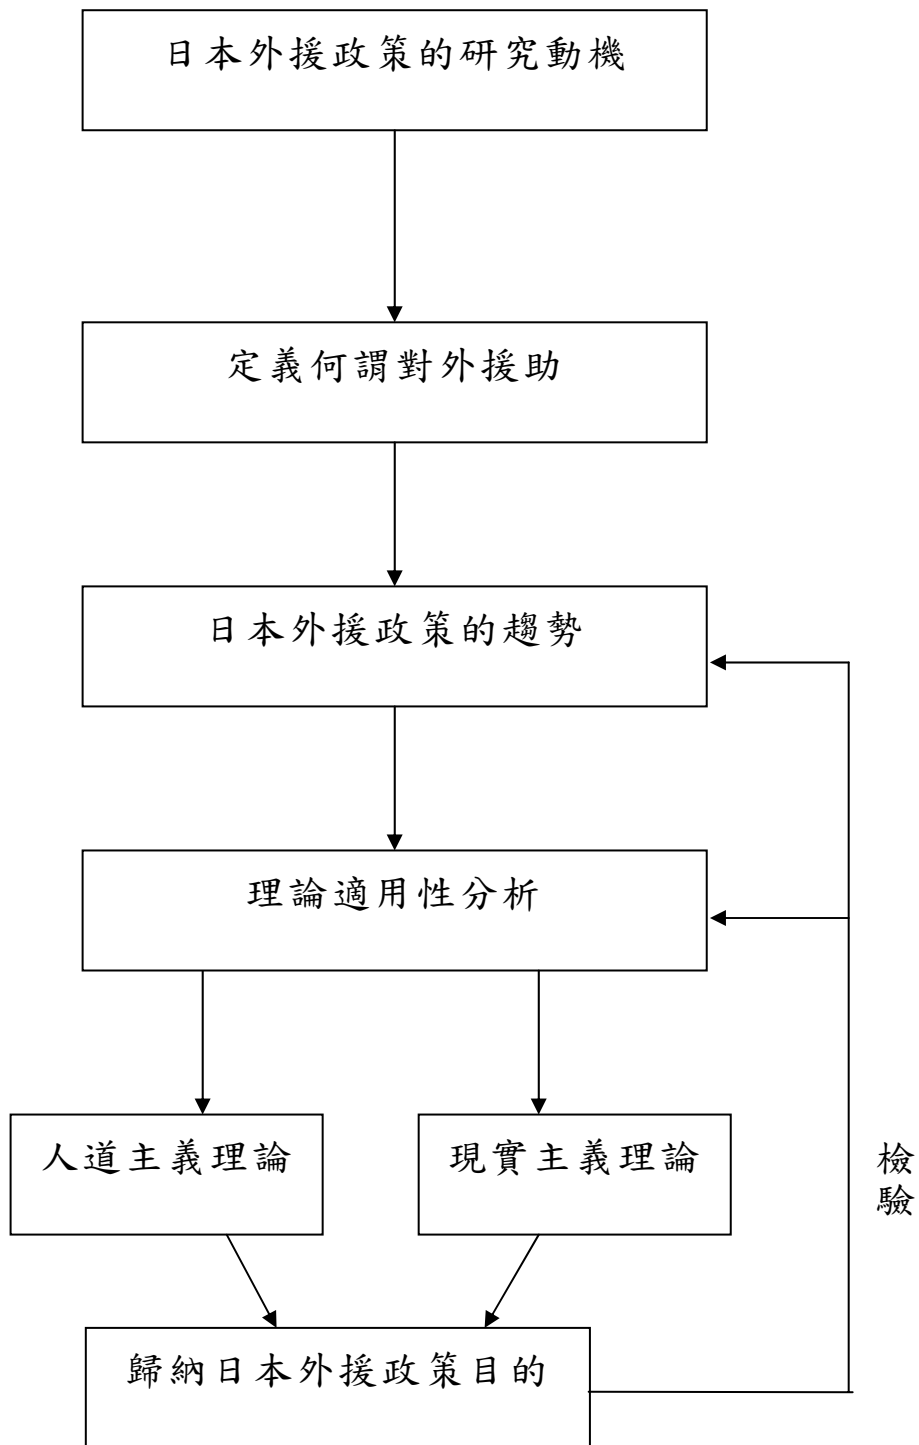 日本外援政策的研究動機
定義何謂對外援助
日本外援政策的趨勢
理論適用性分析
人道主義理論
現實主義理論
檢
驗
歸納日本外援政策目的